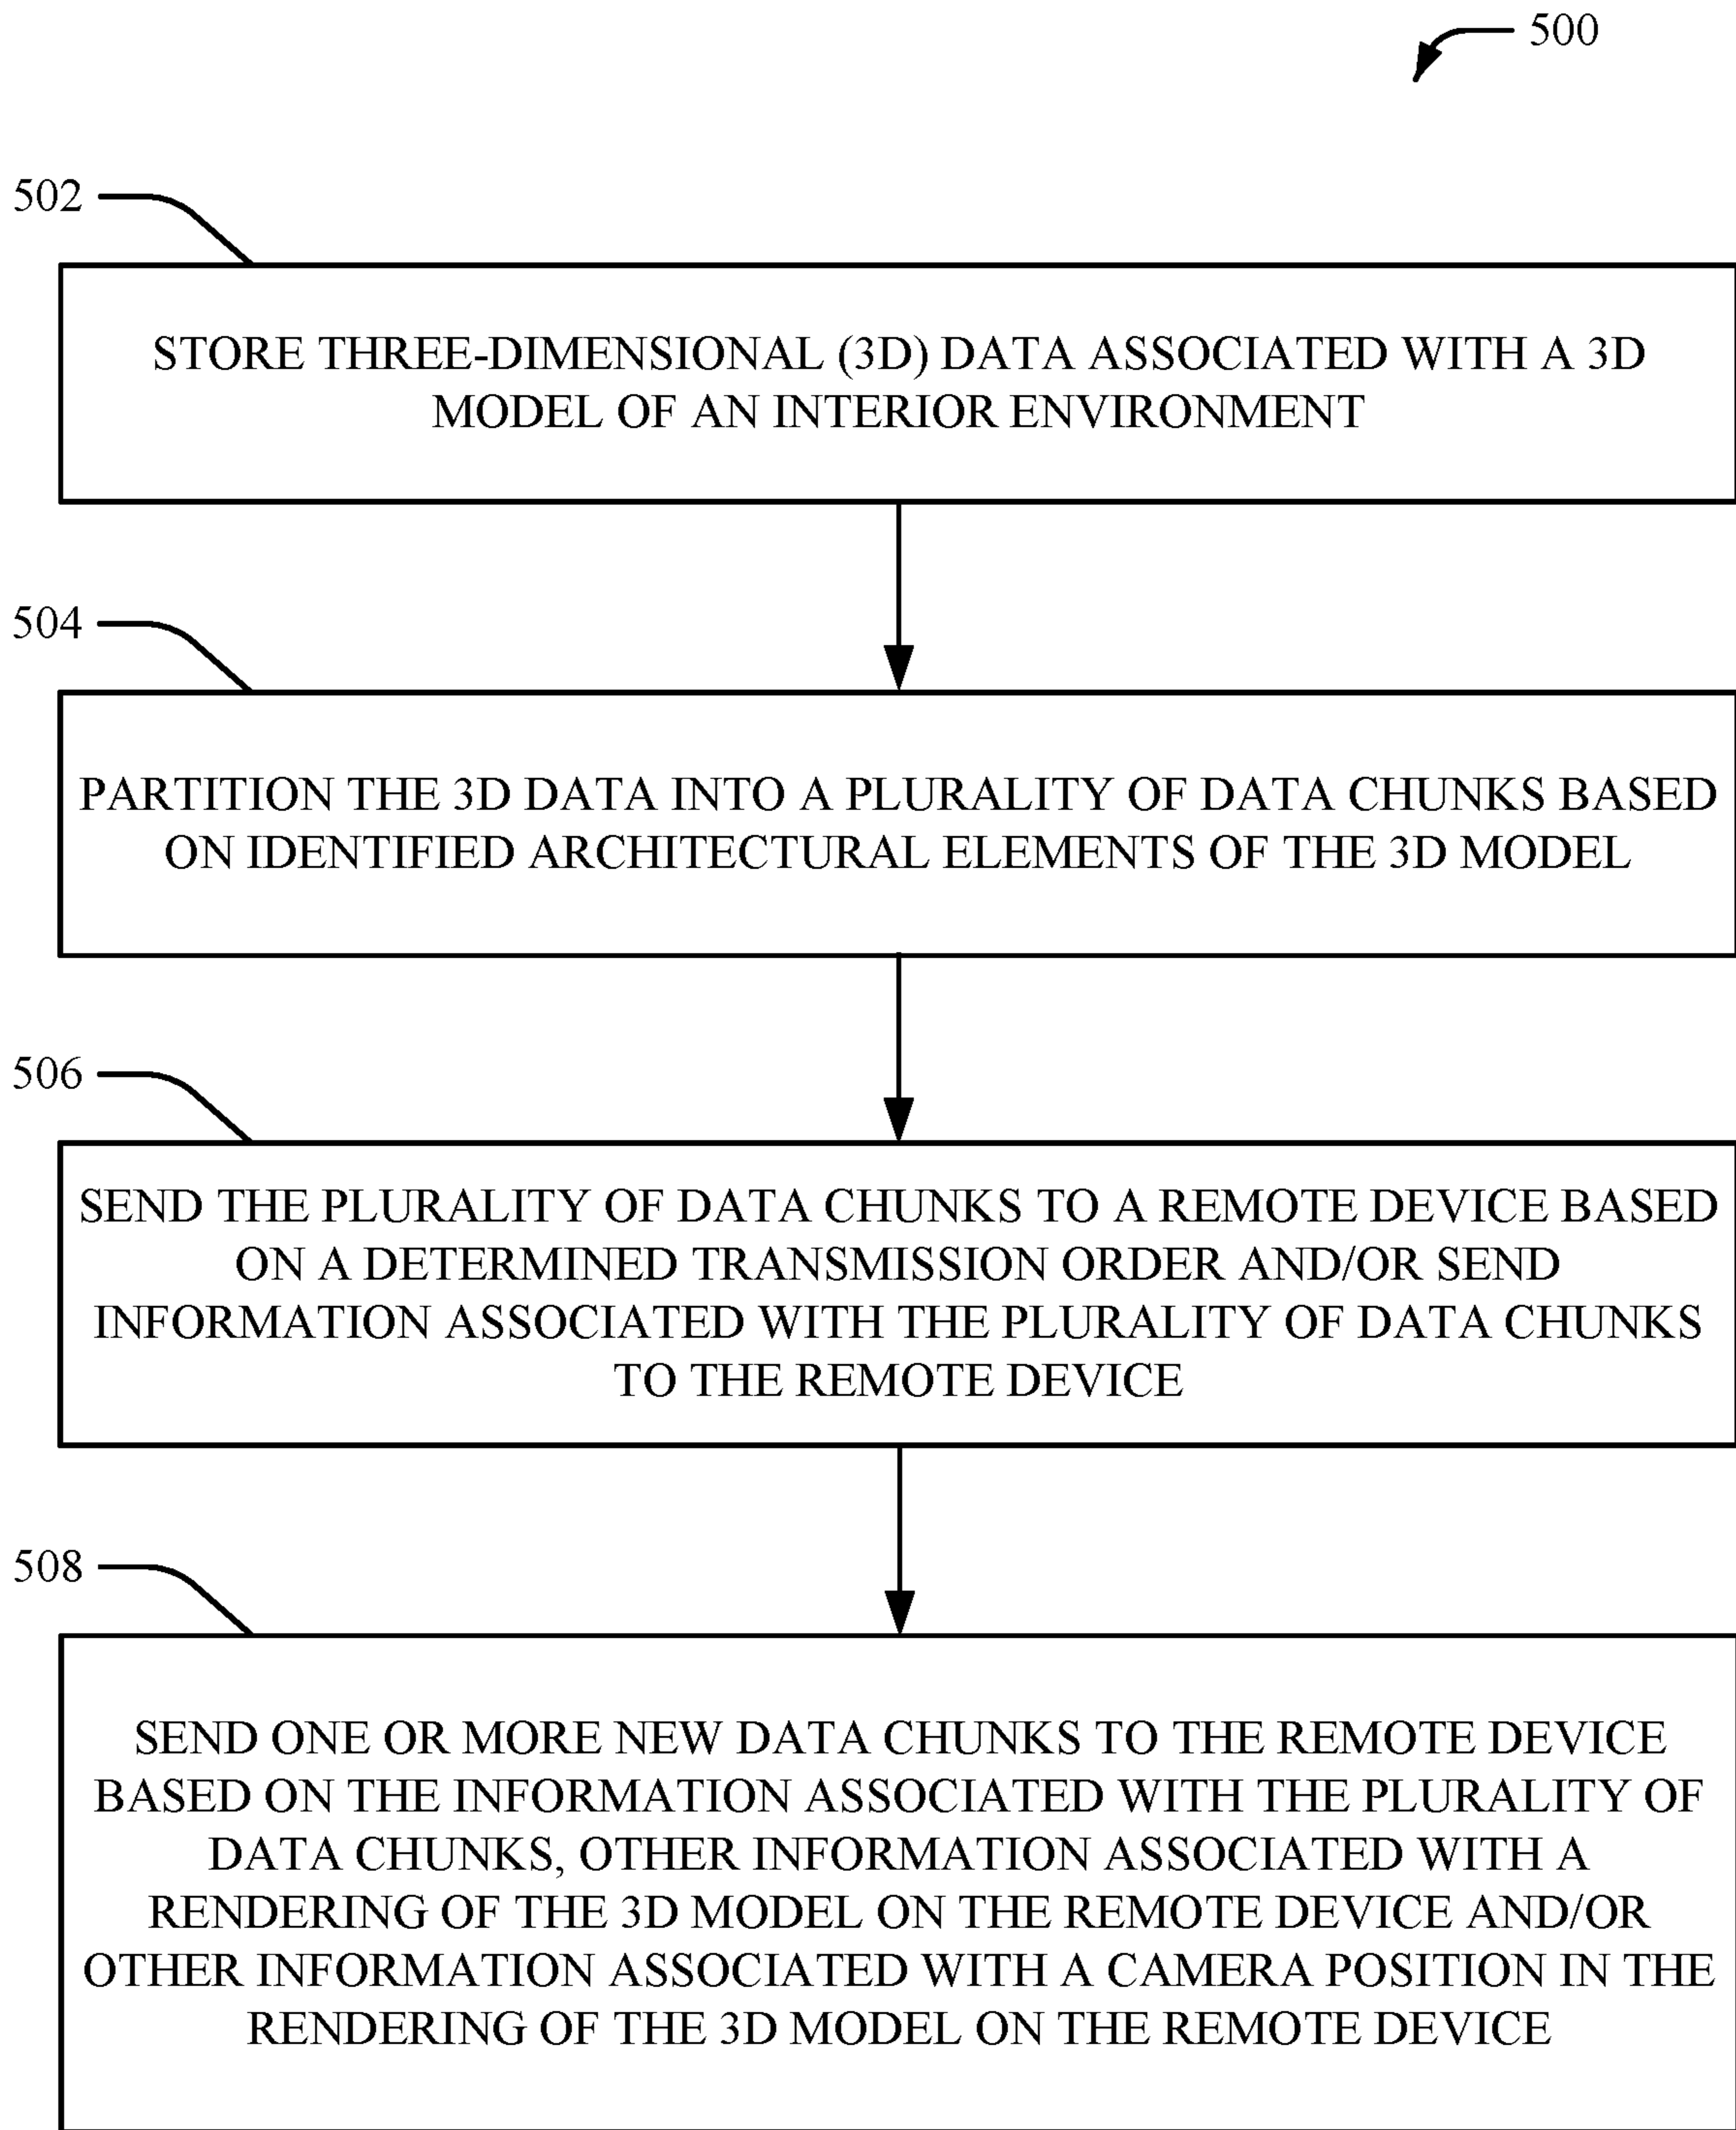 500
502
STORE THREE-DIMENSIONAL (3D) DATA ASSOCIATED WITH A 3D
MODEL OF AN INTERIOR ENVIRONMENT
504
PARTITION THE 3D DATA INTO A PLURALITY OF DATA CHUNKS BASED
ON IDENTIFIED ARCHITECTURAL ELEMENTS OF THE 3D MODEL
506
SEND THE PLURALITY OF DATA CHUNKS TO A REMOTE DEVICE BASED
ON A DETERMINED TRANSMISSION ORDER AND/OR SEND
INFORMATION ASSOCIATED WITH THE PLURALITY OF DATA CHUNKS
TO THE REMOTE DEVICE
508
SEND ONE OR MORE NEW DATA CHUNKS TO THE REMOTE DEVICE
BASED ON THE INFORMATION ASSOCIATED WITH THE PLURALITY OF
DATA CHUNKS, OTHER INFORMATION ASSOCIATED WITH A
RENDERING OF THE 3D MODEL ON THE REMOTE DEVICE AND/OR
OTHER INFORMATION ASSOCIATED WITH A CAMERA POSITION IN THE
RENDERING OF THE 3D MODEL ON THE REMOTE DEVICE